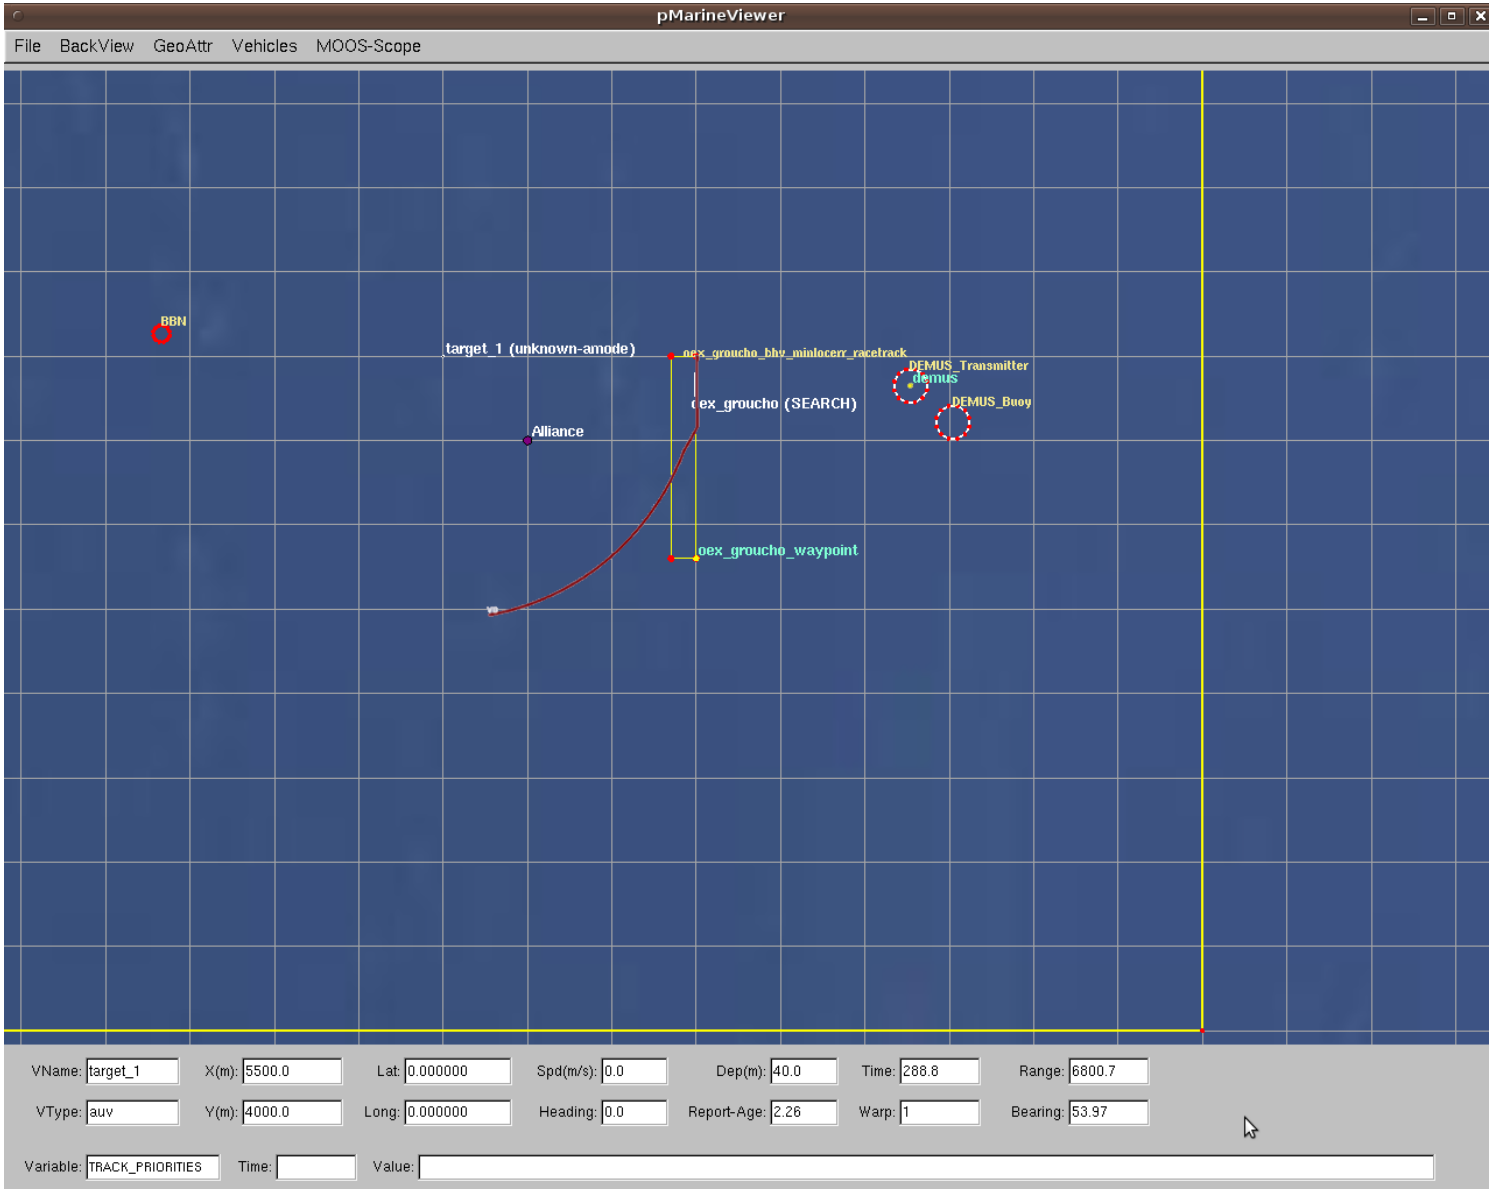 pMarineViewer
File BackView GeoAttr Vehicles MOOS-Scope
BBN
target_1 (unknown-amode)
oex_groucho_bhv_minlocerr_racetrack
DEMUS_Transmitter
demus
oex_groucho (SEARCH)
DEMUS_Buoy
Alliance
oex_groucho_waypoint
VName: target_1 X(m): 5500.0 Lat: 0.000000 Spd(m/s): 0.0 Dep(m): 40.0 Time: 288.8 Range: 6800.7
VType: auv Y(m): 4000.0 Long: 0.000000 Heading: 0.0 Report-Age: 2.26 Warp: 1 Bearing: 53.97
Variable: TRACK_PRIORITIES Time: Value: